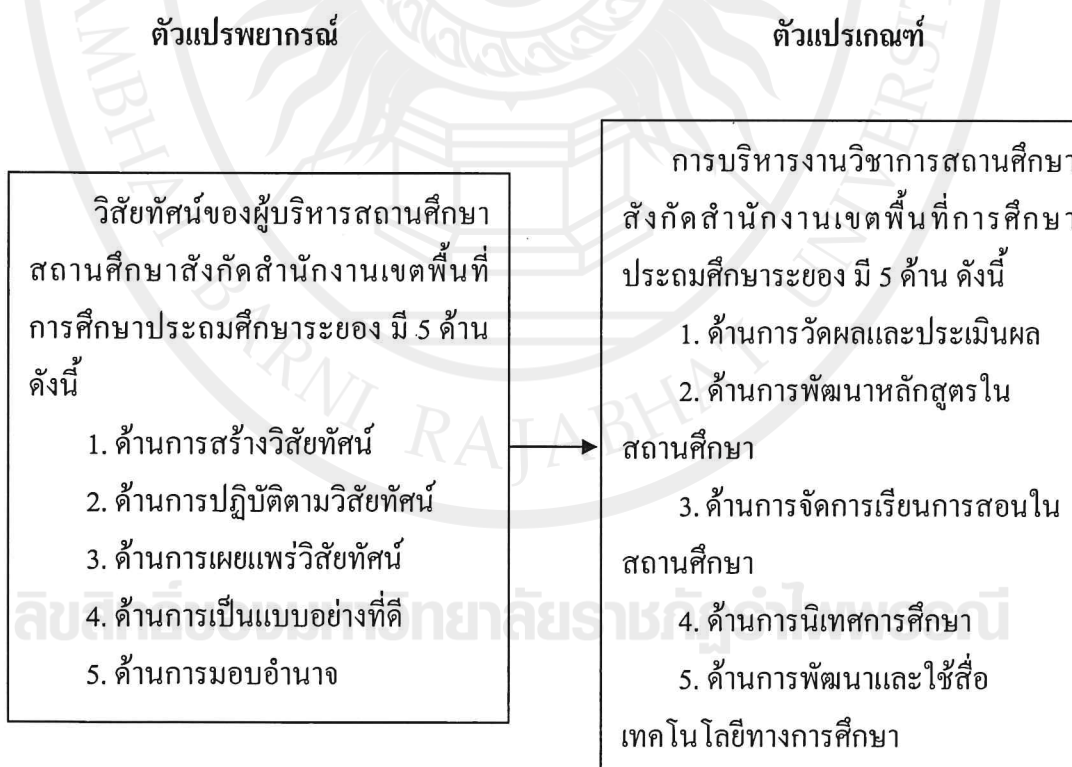 ตัวแปรพยากรณ์
ตัวแปรเกณฑ์
วิสัยทัศน์ของผู้บริหารสถานศึกษา
สถานศึกษาสังกัดสำนักงานเขตพื้นที่
การศึกษาประถมศึกษาระยอง มี 5 ด้าน
ดังนี้
1. ด้านการสร้างวิสัยทัศน์
2. ด้านการปฏิบัติตามวิสัยทัศน์
3. ด้านการเผยแพร่วิสัยทัศน์
4. ด้านการเป็นแบบอย่างที่ดี
5. ด้านการมอบอำนาจ
การบริหารงานวิชาการสถานศึกษา
สังกัดสำนักงานเขตพื้นที่การศึกษา
ประถมศึกษาระยอง มี 5 ด้าน ดังนี้
1. ด้านการวัดผลและประเมินผล
2. ด้านการพัฒนาหลักสูตรใน
สถานศึกษา
3. ด้านการจัดการเรียนการสอนใน
สถานศึกษา
4. ด้านการนิเทศการศึกษา
5. ด้านการพัฒนาและใช้สื่อ
เทคโนโลยีทางการศึกษา
BARNI RAJABHAT